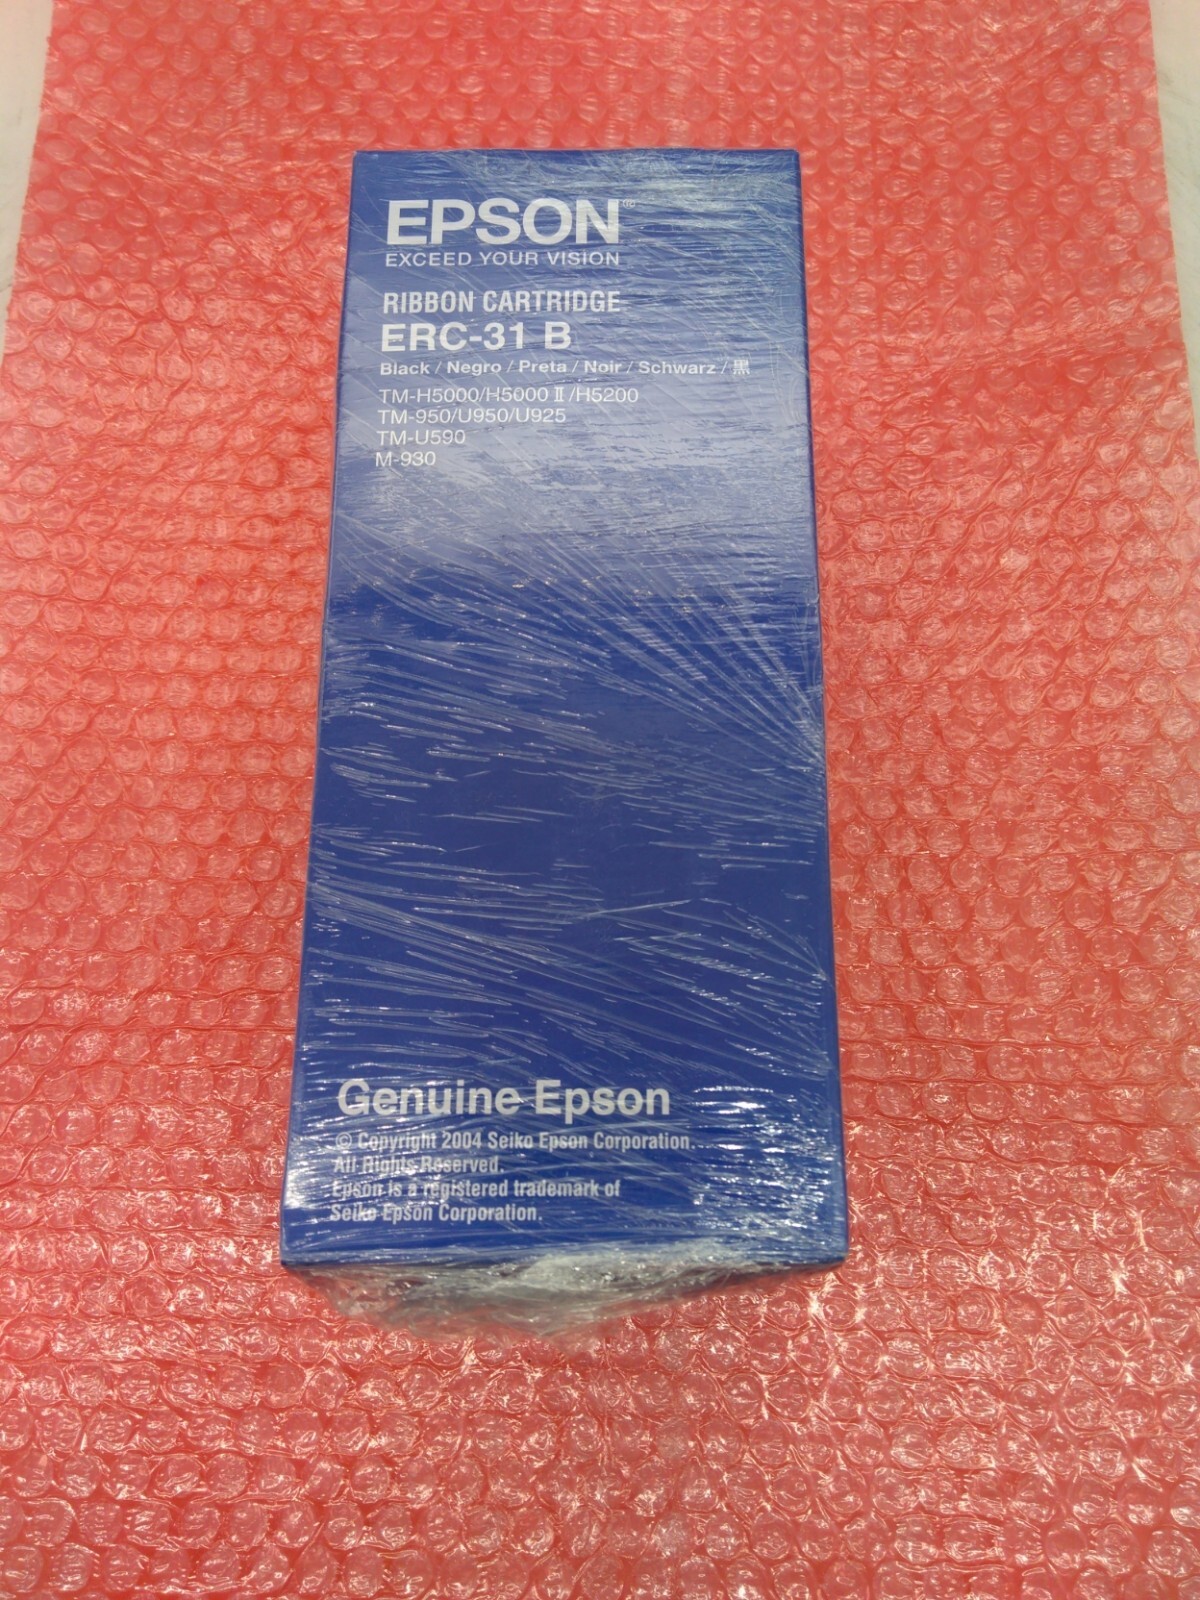 EPSON®
EXCEED YOUR VISION
RIBBON CARTRIDGE
ERC-31 B
Black / Negro / Preta / Noir / Schwarz / 黒
TM-H5000/H5000 II /H5200
TM-950/U950/U925
TM-U590
M-930
Genuine Epson
© Copyright 2004 Seiko Epson Corporation.
All Rights Reserved.
Epson is a registered trademark of
Seiko Epson Corporation.